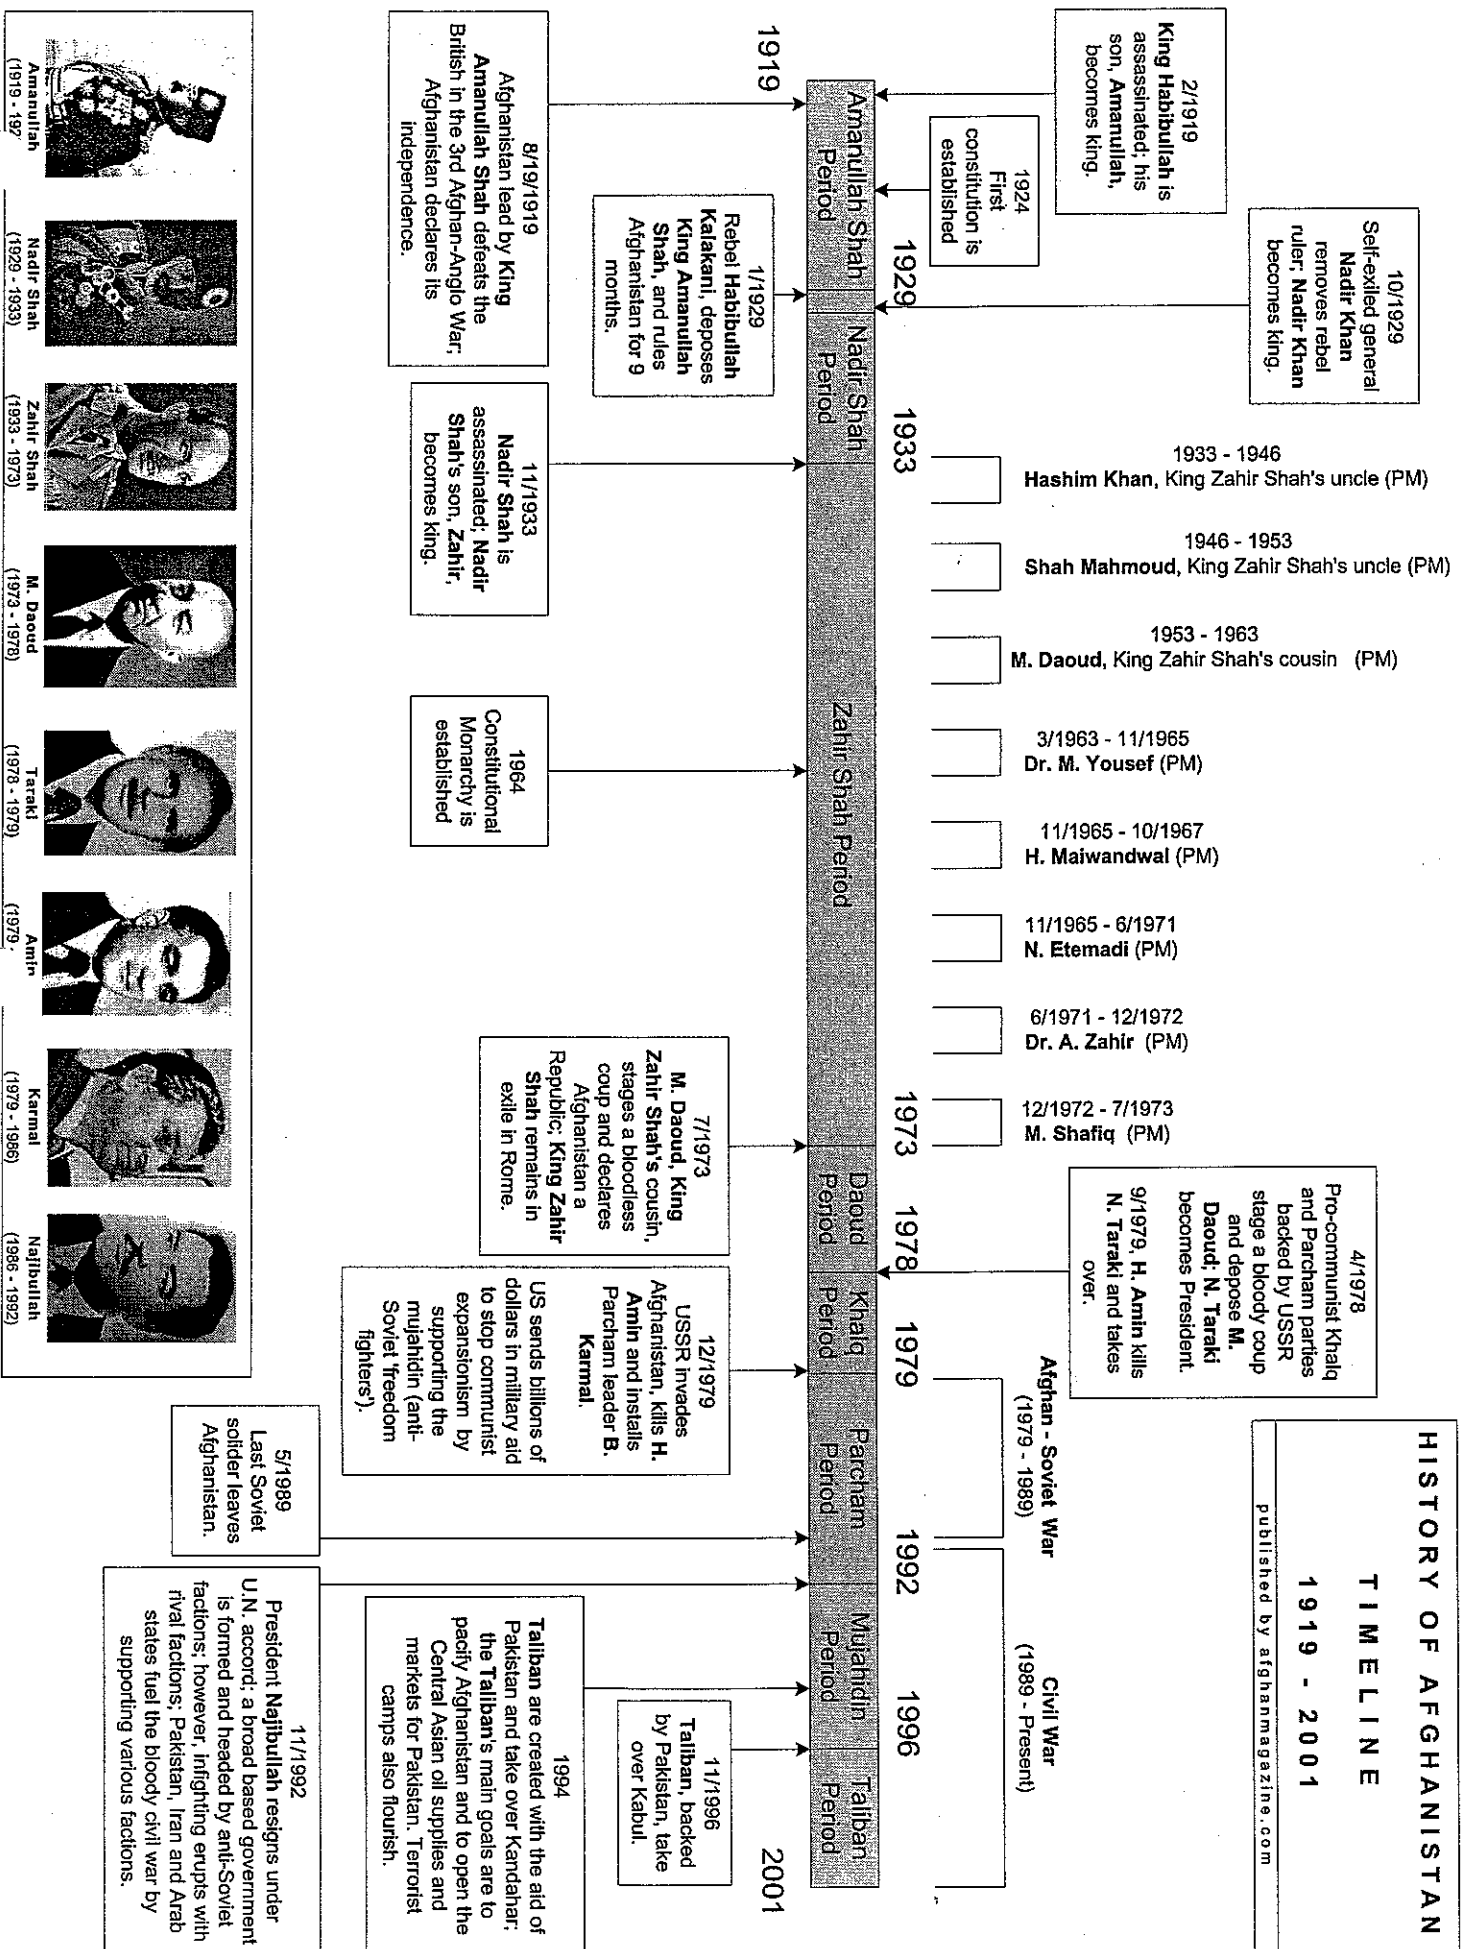 HISTORY OF AFGHANISTAN
TIMELINE
1919 - 2001
published by afghanmagazine.com
2/1919
King Habibullah is
assassinated; his
son, Amanullah,
becomes king.
1924
First
constitution is
established
10/1929
Self-exiled general
Nadir Khan
removes rebel
ruler; Nadir Khan
becomes king.
1933 - 1946
Hashim Khan, King Zahir Shah's uncle (PM)
1946 - 1953
Shah Mahmoud, King Zahir Shah's uncle (PM)
1953 - 1963
M. Daoud, King Zahir Shah's cousin (PM)
3/1963 - 11/1965
Dr. M. Yousef (PM)
11/1965 - 10/1967
H. Maiwandwal (PM)
11/1965 - 6/1971
N. Etemadi (PM)
6/1971 - 12/1972
Dr. A. Zahir (PM)
12/1972 - 7/1973
M. Shafiq (PM)
4/1978
Pro-communist Khalq
and Parcham parties
backed by USSR
stage a bloody coup
and depose M.
Daoud; N. Taraki
becomes President.
9/1979, H. Amin kills
N. Taraki and takes
over.
Afghan - Soviet War
(1979 - 1989)
Civil War
(1989 - Present)
1919
1929
1933
1973
1978
1979
1992
1996
2001
Amanullah Shah
Period
Nadir Shah
Period
Zahir Shah Period
Daoud
Period
Khalq
Period
Parcham
Period
Mujahidin
Period
Taliban
Period
8/19/1919
Afghanistan lead by King
Amanullah Shah defeats the
British in the 3rd Afghan-Anglo War;
Afghanistan declares its
independence.
1/1929
Rebel Habibullah
Kalakani, deposes
King Amanullah
Shah, and rules
Afghanistan for 9
months.
11/1933
Nadir Shah is
assassinated; Nadir
Shah's son, Zahir,
becomes king.
1964
Constitutional
Monarchy is
established
7/1973
M. Daoud, King
Zahir Shah's cousin,
stages a bloodless
coup and declares
Afghanistan a
Republic; King Zahir
Shah remains in
exile in Rome.
12/1979
USSR invades
Afghanistan, kills H.
Amin and installs
Parcham leader B.
Karmal.
US sends billions of
dollars in military aid
to stop communist
expansionism by
supporting the
mujahidin (anti-
Soviet 'freedom
fighters').
5/1989
Last Soviet
solider leaves
Afghanistan.
11/1992
President Najibullah resigns under
U.N. accord; a broad based government
is formed and headed by anti-Soviet
factions; however, infighting erupts with
rival factions; Pakistan, Iran and Arab
states fuel the bloody civil war by
supporting various factions.
1994
Taliban are created with the aid of
Pakistan and take over Kandahar;
the Taliban's main goals are to
pacify Afghanistan and to open the
Central Asian oil supplies and
markets for Pakistan. Terrorist
camps also flourish.
11/1996
Taliban, backed
by Pakistan, take
over Kabul.
Amanullah
(1919 - 192
Nadir Shah
(1929 - 1933)
Zahir Shah
(1933 - 1973)
M. Daoud
(1973 - 1978)
Taraki
(1978 - 1979)
Amin
(1979 -
Karmal
(1979 - 1986)
Najibullah
(1986 - 1992)